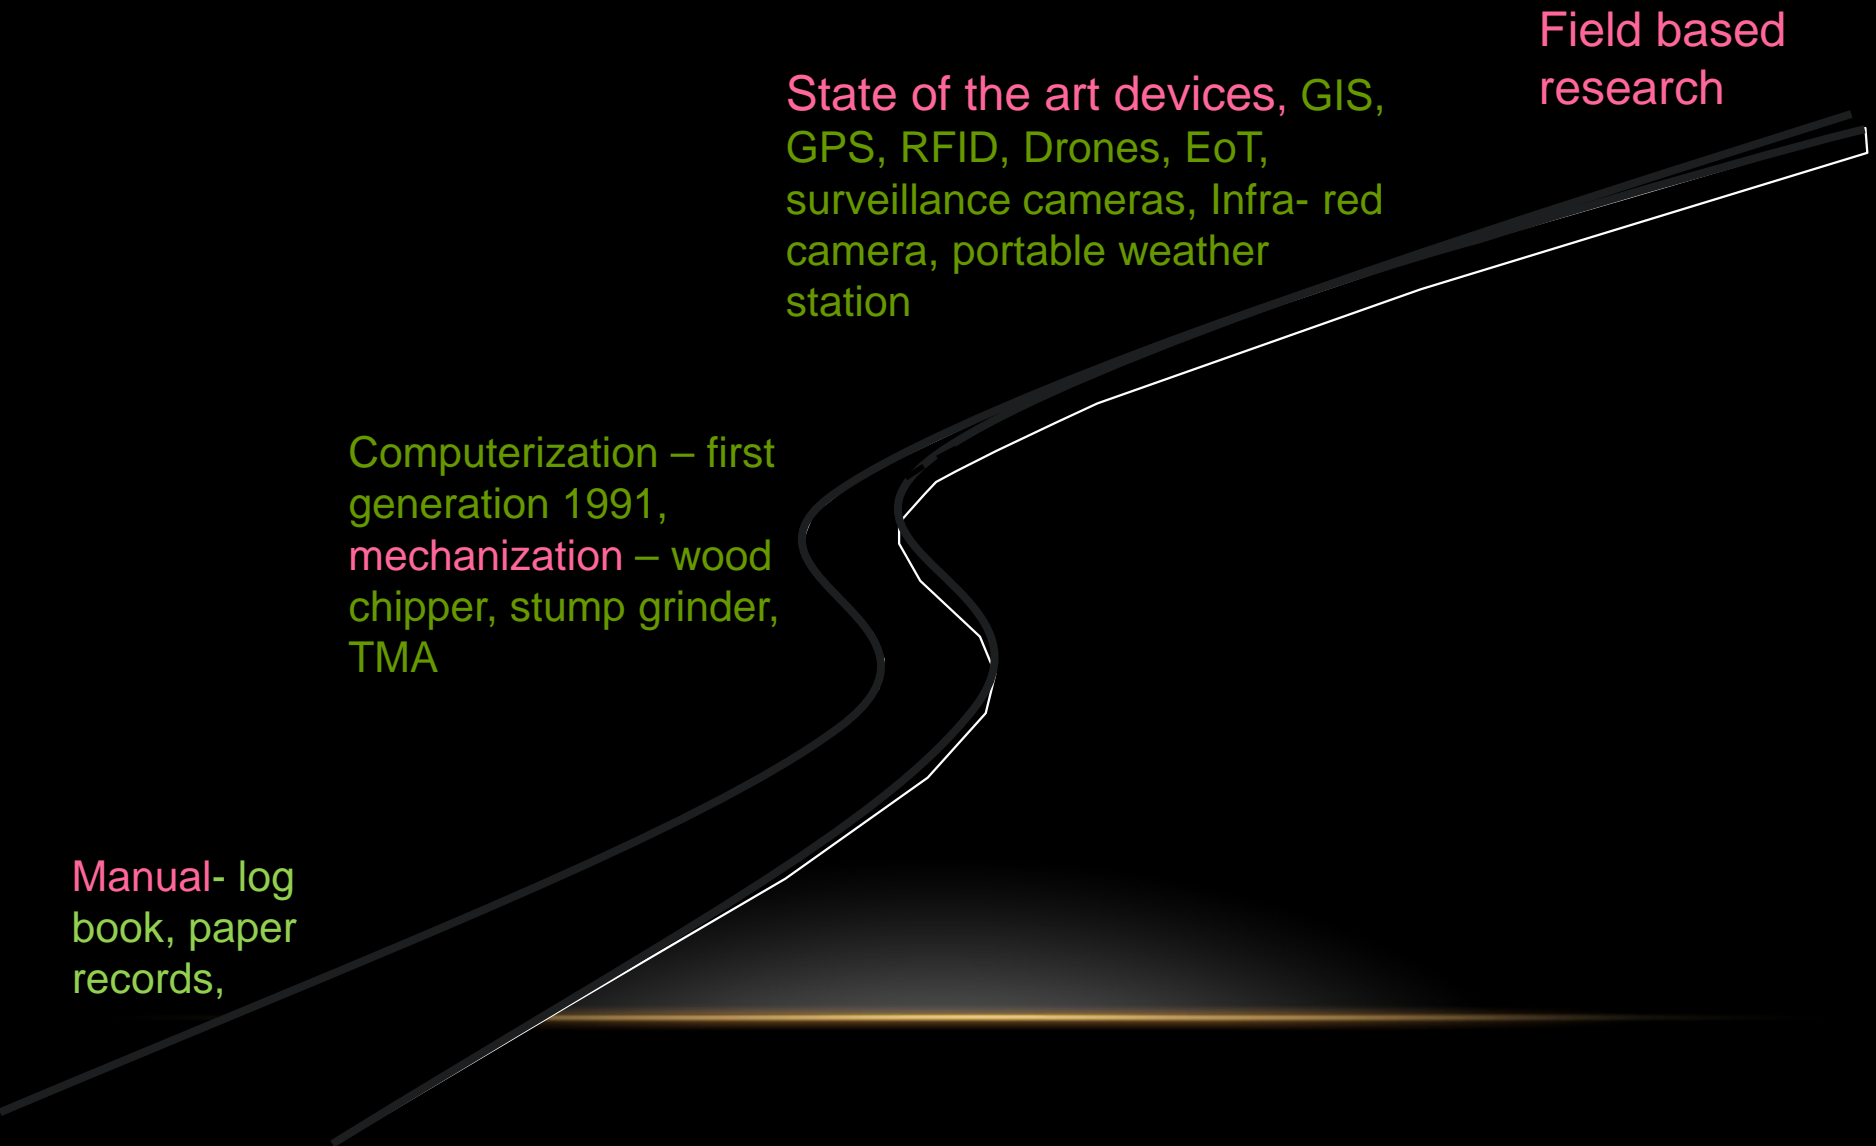 Field based
research
State of the art devices, GIS,
GPS, RFID, Drones, EoT,
surveillance cameras, Infra- red
camera, portable weather
station
Computerization – first
generation 1991,
mechanization – wood
chipper, stump grinder,
TMA
Manual- log
book, paper
records,